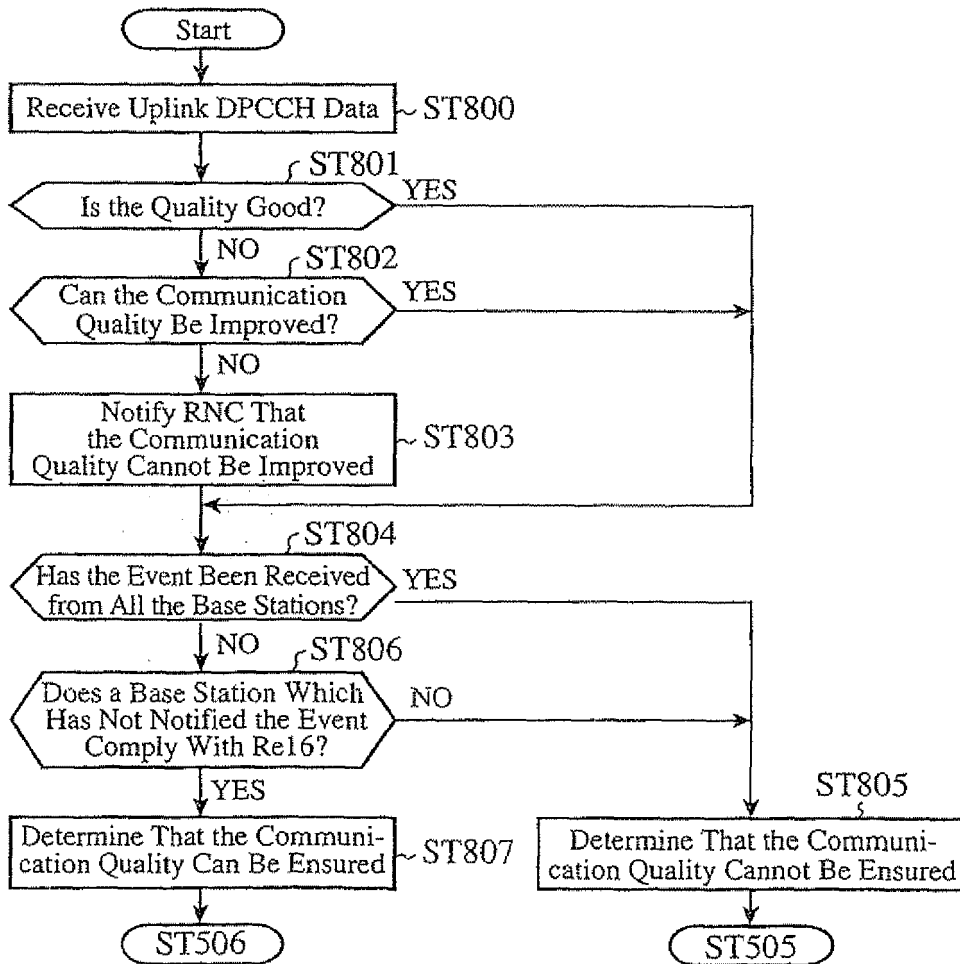 Start
Receive Uplink DPCCH Data
ST800
ST801
Is the Quality Good?
YES
NO
ST802
Can the Communication
Quality Be Improved?
YES
NO
Notify RNC That
the Communication
Quality Cannot Be Improved
ST803
ST804
Has the Event Been Received
from All the Base Stations?
YES
NO
ST806
Does a Base Station Which
Has Not Notified the Event
Comply With Re16?
NO
YES
ST805
Determine That the Communi-
cation Quality Can Be Ensured
ST807
Determine That the Communi-
cation Quality Cannot Be Ensured
ST506
ST505